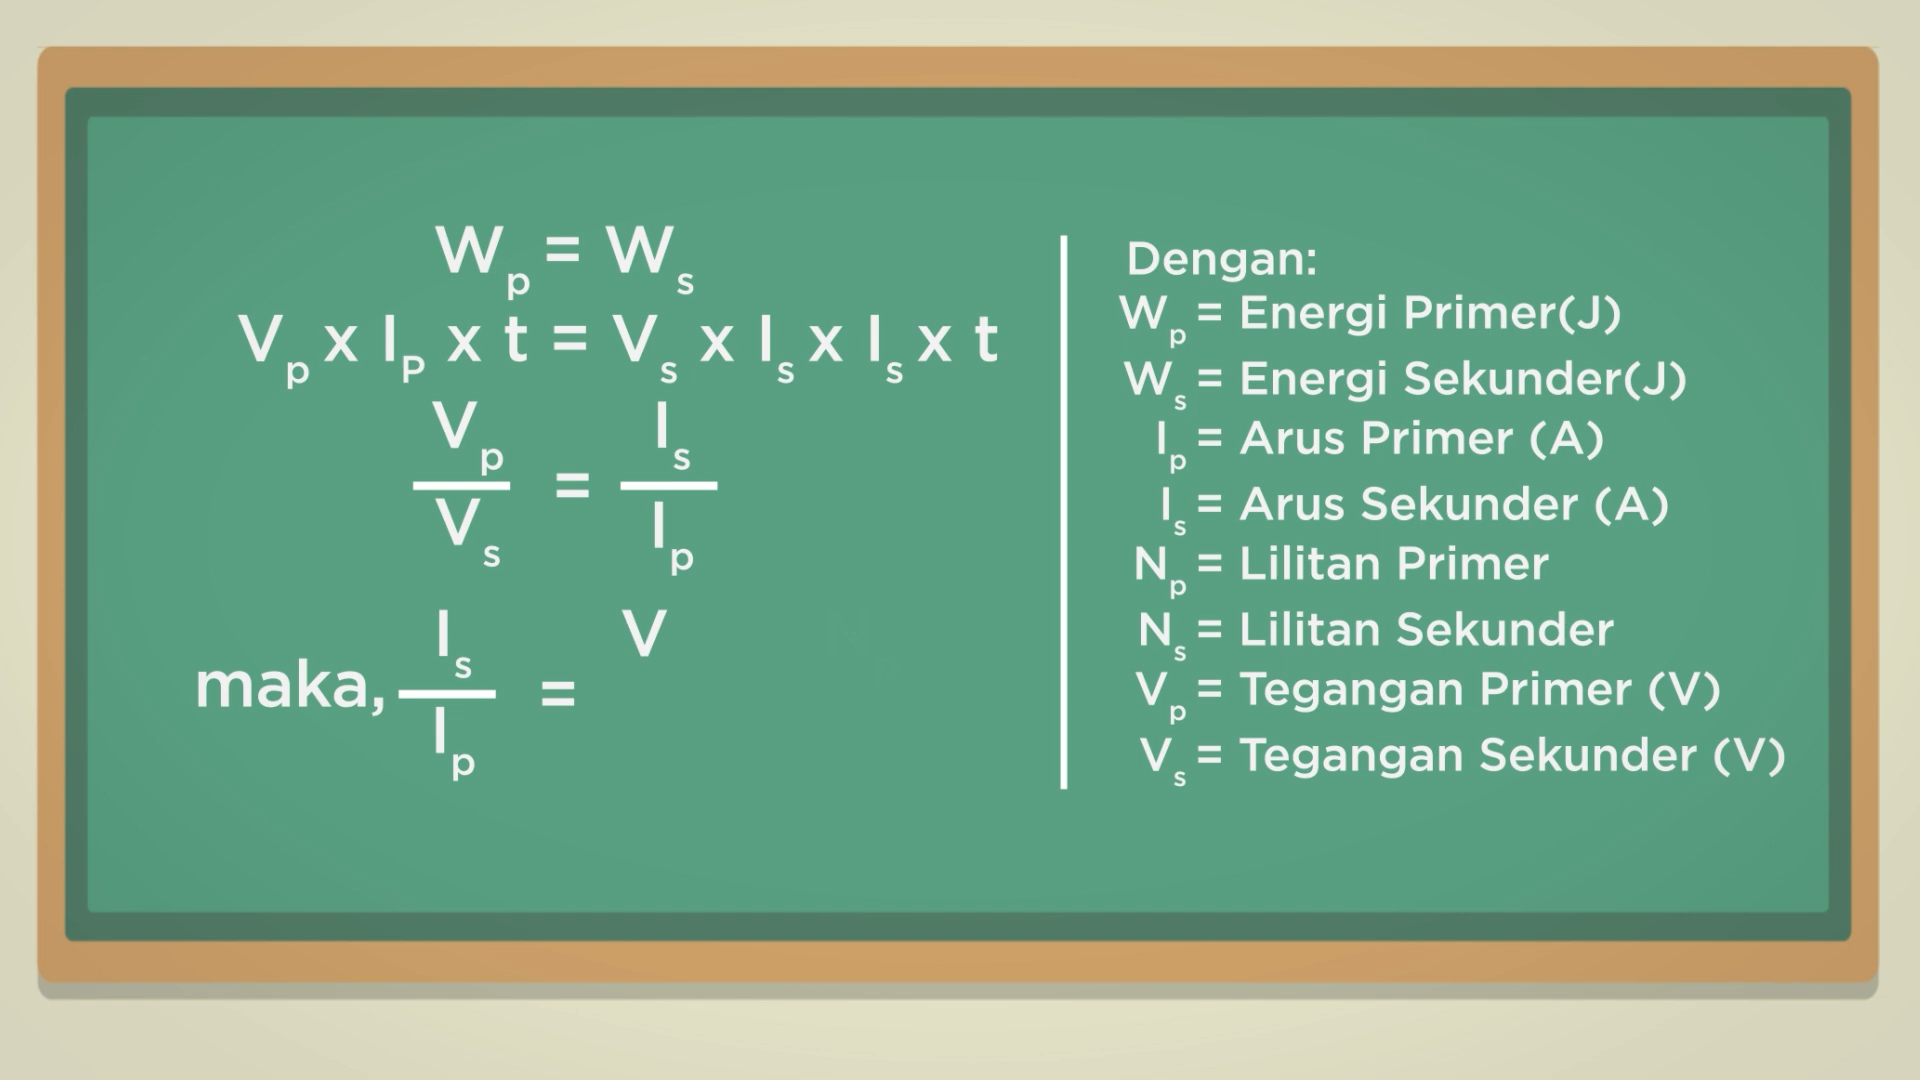 Wp = Ws
Vp x IP x t = Vs x Is x Is x t
Vp / Vs = Is / Ip
maka, Is / Ip = V
Np
Dengan:
Wp = Energi Primer(J)
Ws = Energi Sekunder(J)
Ip = Arus Primer (A)
Is = Arus Sekunder (A)
Np = Lilitan Primer
Ns = Lilitan Sekunder
Vp = Tegangan Primer (V)
Vs = Tegangan Sekunder (V)